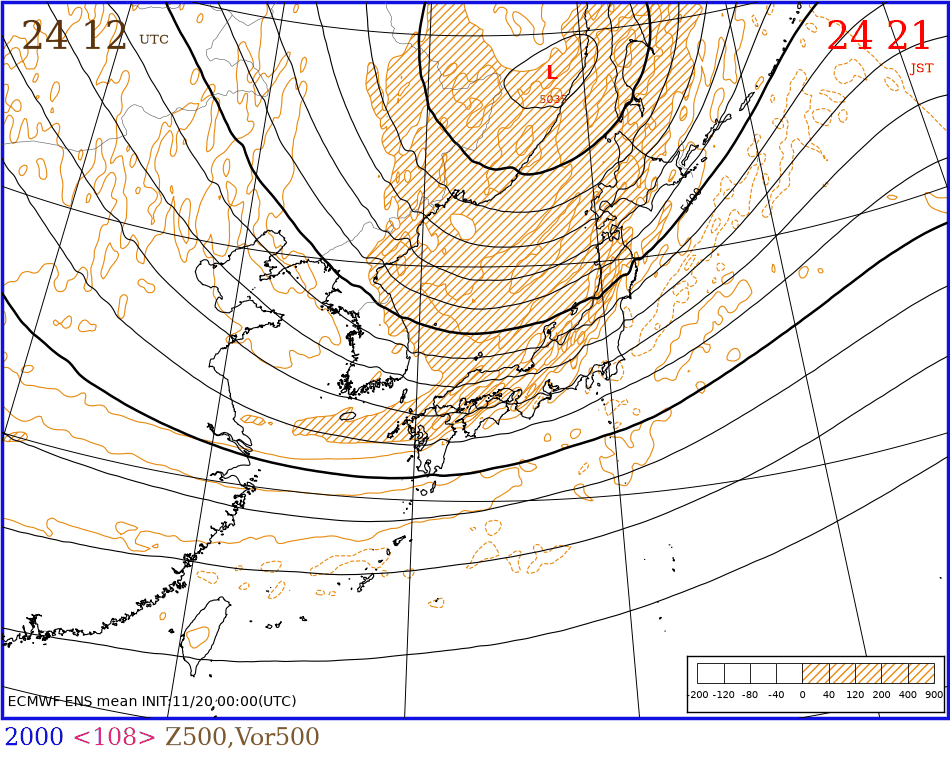 24 12 UTC
24 21
JST
L
5035
5400
-200 -120 -80 -40 0 40 120 200 400 900
ECMWF ENS mean INIT:11/20 00:00(UTC)
2000 <108> Z500,Vor500